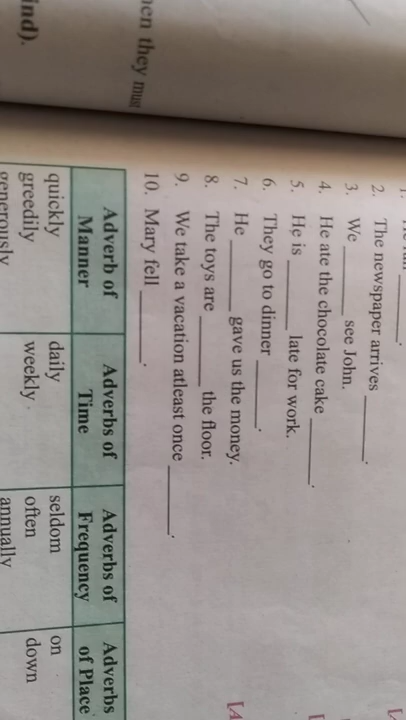 ind).
hen they must
2. The newspaper arrives ______.
3. We ______ see John.
4. He ate the chocolate cake ______.
5. He is ______ late for work.
6. They go to dinner ______.
7. He ______ gave us the money.
8. The toys are ______ the floor.
9. We take a vacation atleast once ______.
10. Mary fell ______.
Adverb of Manner Adverbs of Time Adverbs of Frequency Adverbs of Place
quickly daily seldom on
greedily weekly often down
generously annually